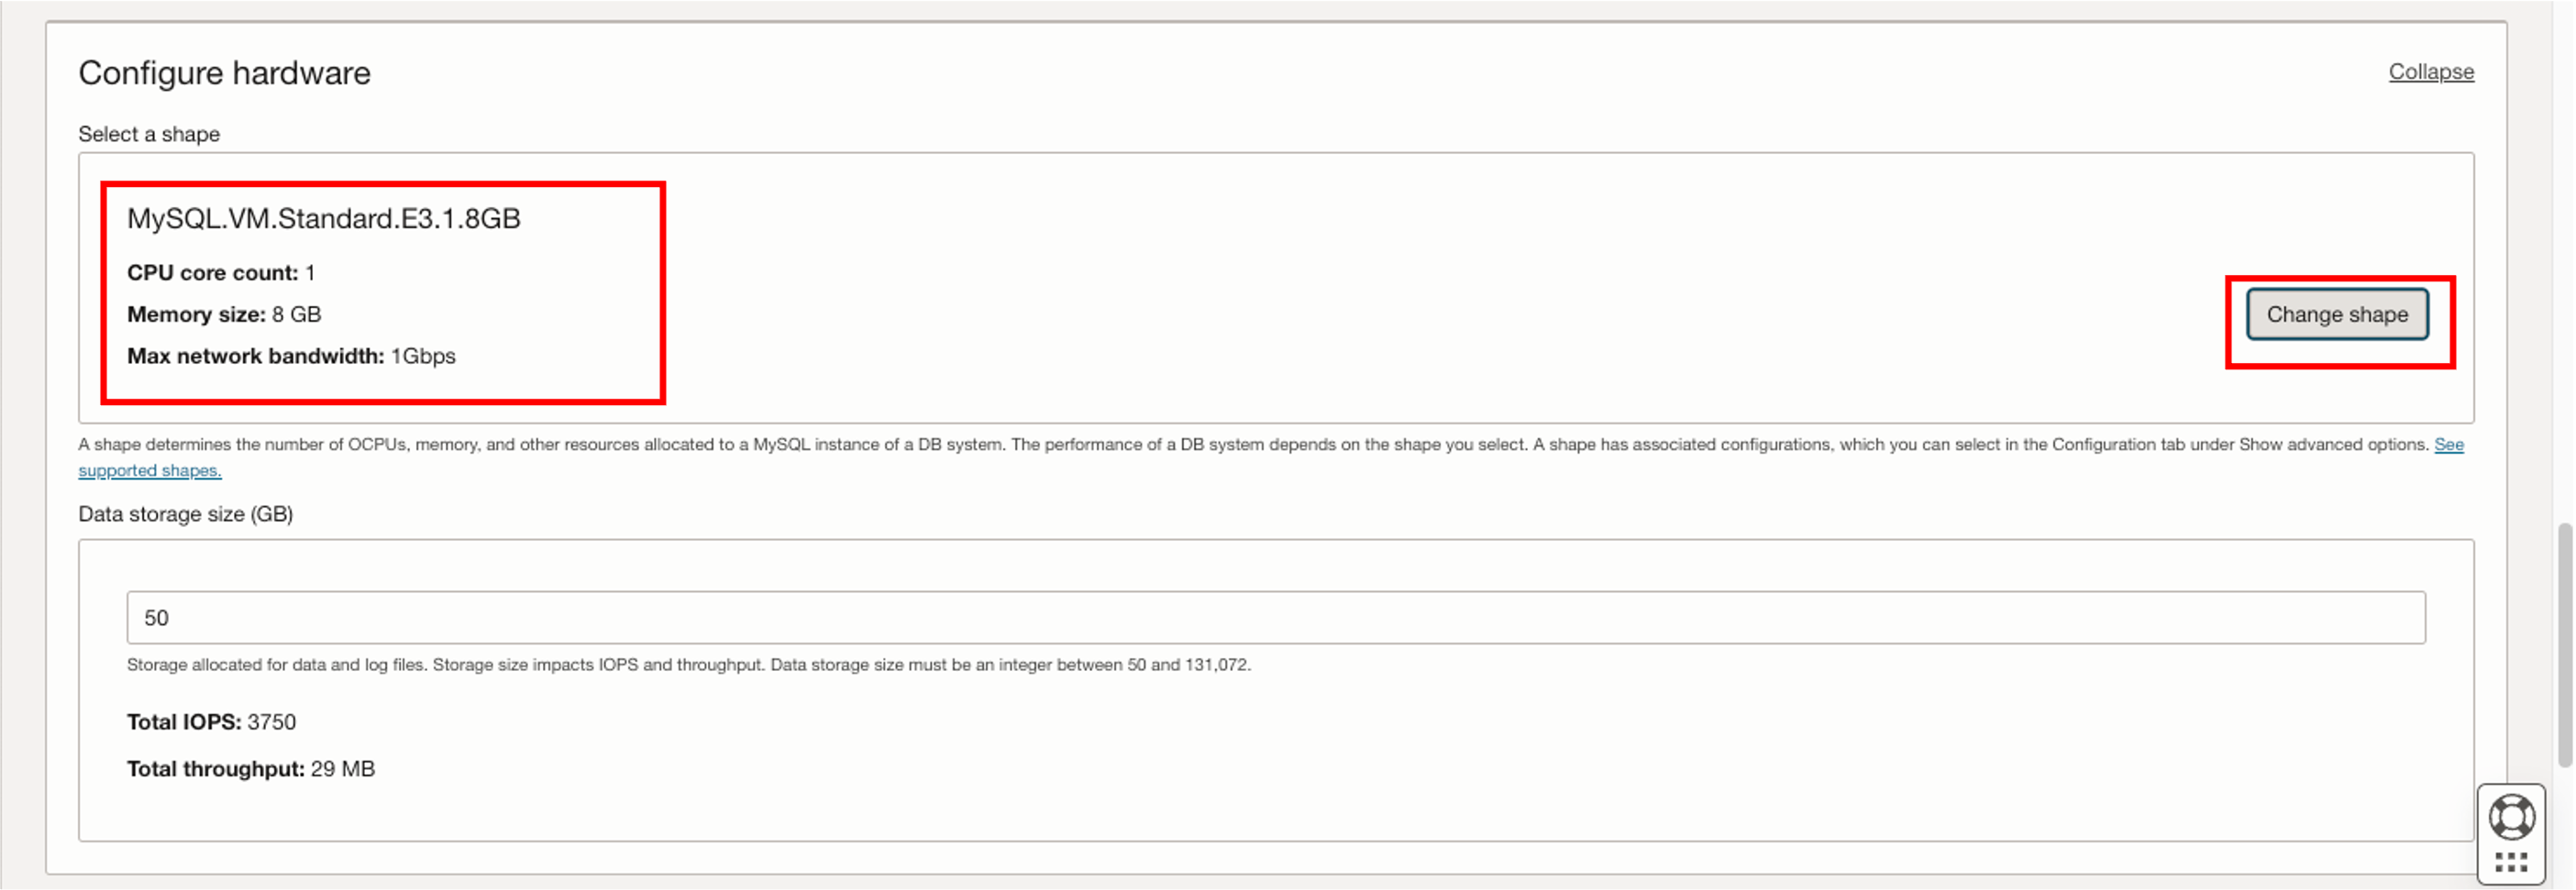 Configure hardware
Collapse
Select a shape
MySQL.VM.Standard.E3.1.8GB
CPU core count: 1
Memory size: 8 GB
Max network bandwidth: 1Gbps
Change shape
A shape determines the number of OCPUs, memory, and other resources allocated to a MySQL instance of a DB system. The performance of a DB system depends on the shape you select. A shape has associated configurations, which you can select in the Configuration tab under Show advanced options. See
supported shapes.
Data storage size (GB)
50
Storage allocated for data and log files. Storage size impacts IOPS and throughput. Data storage size must be an integer between 50 and 131,072.
Total IOPS: 3750
Total throughput: 29 MB